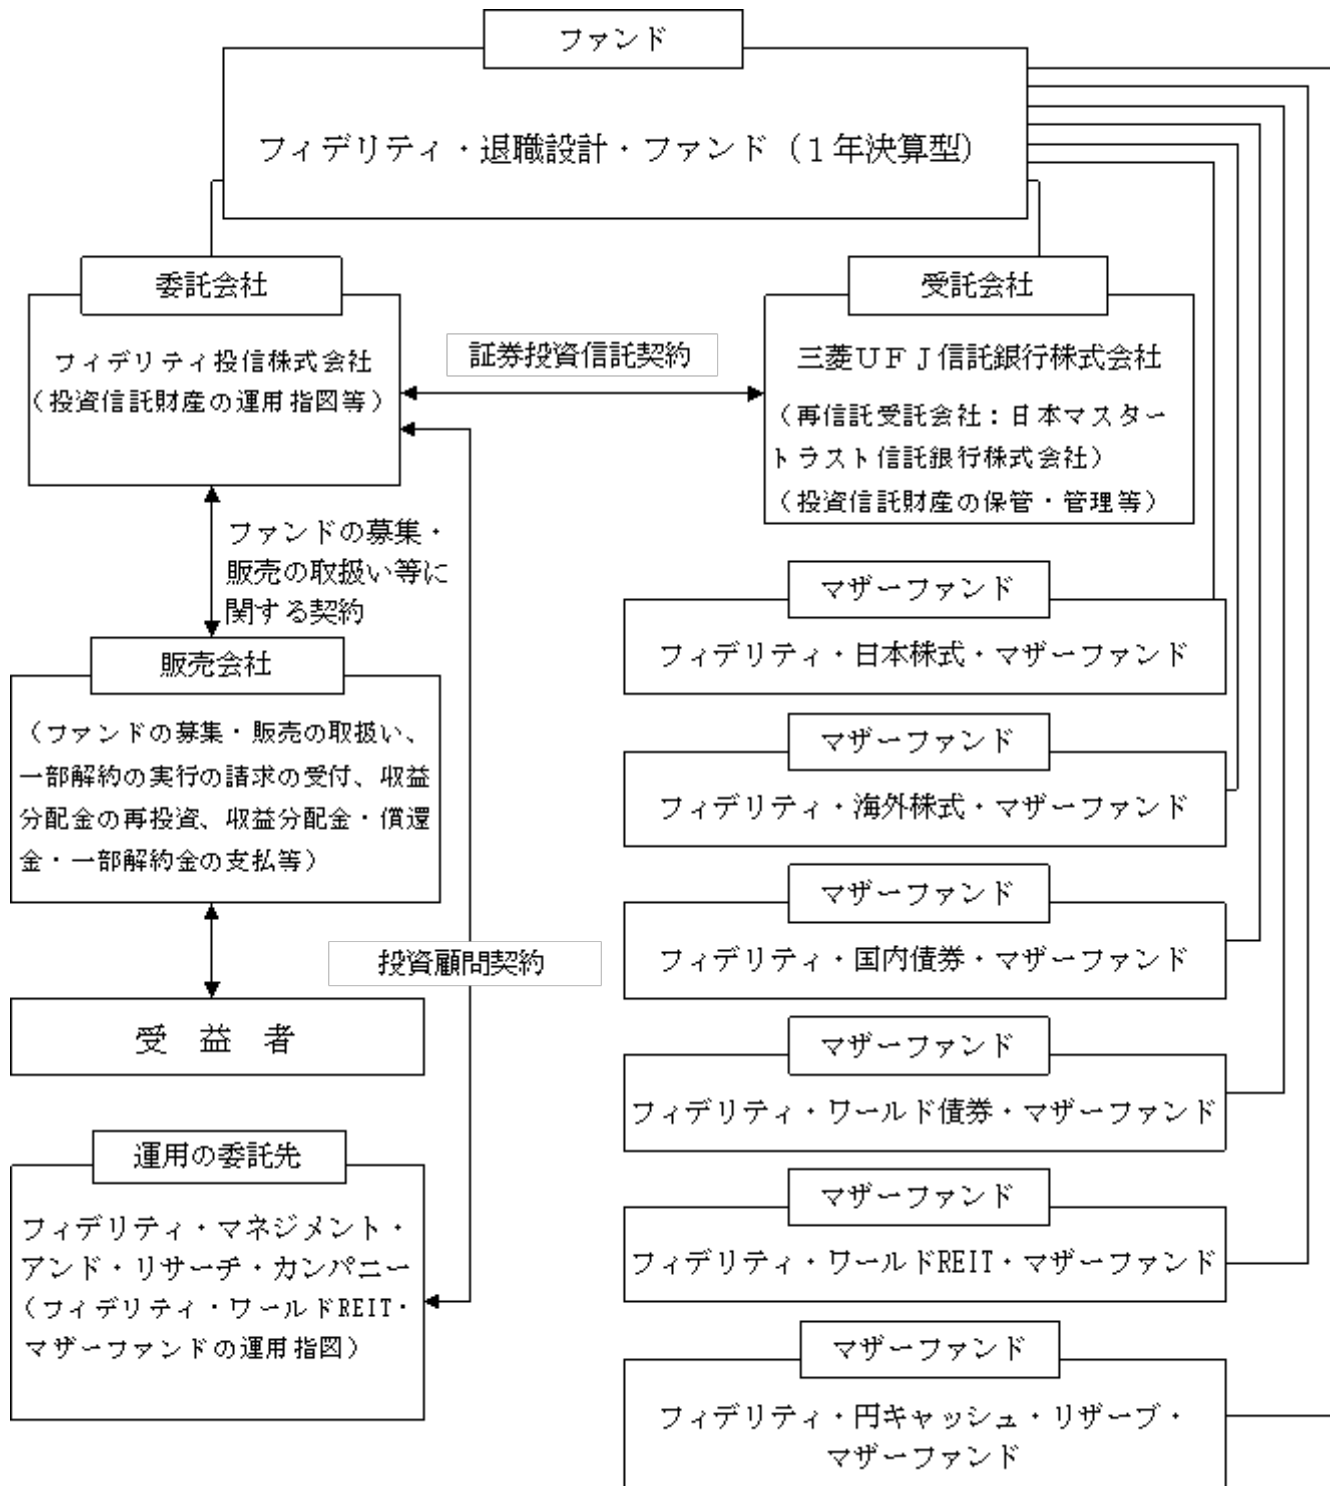 ファンド
フィデリティ・退職設計・ファンド（１年決算型）
委託会社
フィデリティ投信株式会社
（投資信託財産の運用指図等）
証券投資信託契約
受託会社
三菱ＵＦＪ信託銀行株式会社
（再信託受託会社：日本マスター
トラスト信託銀行株式会社）
（投資信託財産の保管・管理等）
ファンドの募集・
販売の取扱い等に
関する契約
販売会社
（ファンドの募集・販売の取扱い、
一部解約の実行の請求の受付、収益
分配金の再投資、収益分配金・償還
金・一部解約金の支払等）
投資顧問契約
受　益　者
運用の委託先
フィデリティ・マネジメント・
アンド・リサーチ・カンパニー
（フィデリティ・ワールドREIT・
マザーファンドの運用指図）
マザーファンド
フィデリティ・日本株式・マザーファンド
マザーファンド
フィデリティ・海外株式・マザーファンド
マザーファンド
フィデリティ・国内債券・マザーファンド
マザーファンド
フィデリティ・ワールド債券・マザーファンド
マザーファンド
フィデリティ・ワールドREIT・マザーファンド
マザーファンド
フィデリティ・円キャッシュ・リザーブ・
マザーファンド